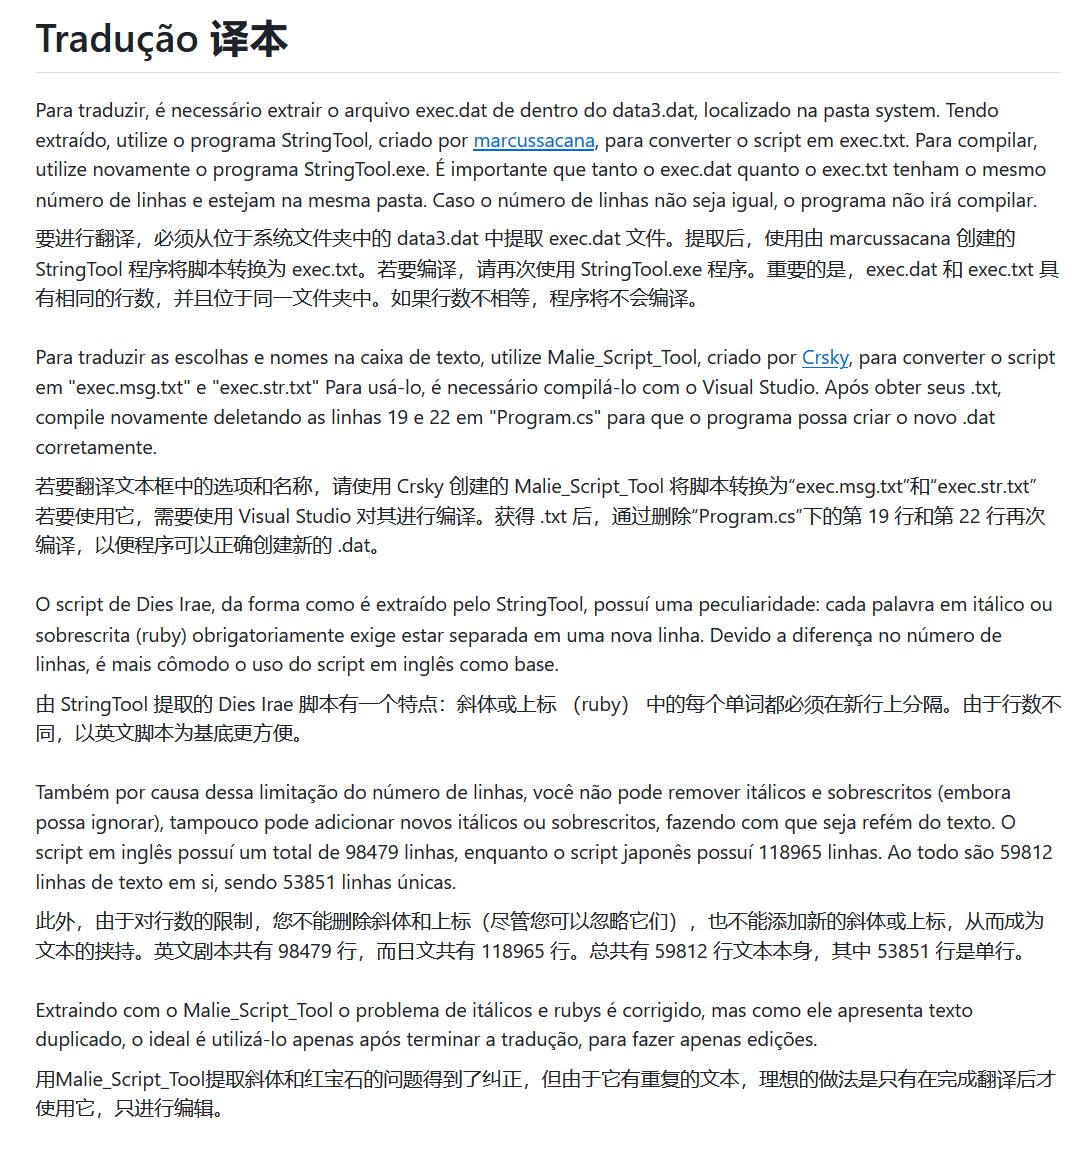 Tradução 译本
Para traduzir, é necessário extrair o arquivo exec.dat de dentro do data3.dat, localizado na pasta system. Tendo
extraído, utilize o programa StringTool, criado por marcussacana, para converter o script em exec.txt. Para compilar,
utilize novamente o programa StringTool.exe. É importante que tanto o exec.dat quanto o exec.txt tenham o mesmo
número de linhas e estejam na mesma pasta. Caso o número de linhas não seja igual, o programa não irá compilar.
要进行翻译，必须从位于系统文件夹中的 data3.dat 中提取 exec.dat 文件。提取后，使用由 marcussacana 创建的
StringTool 程序将脚本转换为 exec.txt。若要编译，请再次使用 StringTool.exe 程序。重要的是，exec.dat 和 exec.txt 具
有相同的行数，并且位于同一文件夹中。如果行数不相等，程序将不会编译。
Para traduzir as escolhas e nomes na caixa de texto, utilize Malie_Script_Tool, criado por Crsky, para converter o script
em "exec.msg.txt" e "exec.str.txt" Para usá-lo, é necessário compilá-lo com o Visual Studio. Após obter seus .txt,
compile novamente deletando as linhas 19 e 22 em "Program.cs" para que o programa possa criar o novo .dat
corretamente.
若要翻译文本框中的选项和名称，请使用 Crsky 创建的 Malie_Script_Tool 将脚本转换为“exec.msg.txt”和“exec.str.txt”
若要使用它，需要使用 Visual Studio 对其进行编译。获得 .txt 后，通过删除“Program.cs”下的第 19 行和第 22 行再次
编译，以便程序可以正确创建新的 .dat。
O script de Dies Irae, da forma como é extraído pelo StringTool, possuí uma peculiaridade: cada palavra em itálico ou
sobrescrita (ruby) obrigatoriamente exige estar separada em uma nova linha. Devido a diferença no número de
linhas, é mais cômodo o uso do script em inglês como base.
由 StringTool 提取的 Dies Irae 脚本有一个特点：斜体或上标 （ruby） 中的每个单词都必须在新行上分隔。由于行数不
同，以英文脚本为基底更方便。
Também por causa dessa limitação do número de linhas, você não pode remover itálicos e sobrescritos (embora
possa ignorar), tampouco pode adicionar novos itálicos ou sobrescritos, fazendo com que seja refém do texto. O
script em inglês possuí um total de 98479 linhas, enquanto o script japonês possuí 118965 linhas. Ao todo são 59812
linhas de texto em si, sendo 53851 linhas únicas.
此外，由于对行数的限制，您不能删除斜体和上标（尽管您可以忽略它们），也不能添加新的斜体或上标，从而成为
文本的挟持。英文剧本共有 98479 行，而日文共有 118965 行。总共有 59812 行文本本身，其中 53851 行是单行。
Extraindo com o Malie_Script_Tool o problema de itálicos e rubys é corrigido, mas como ele apresenta texto
duplicado, o ideal é utilizá-lo apenas após terminar a tradução, para fazer apenas edições.
用Malie_Script_Tool提取斜体和红宝石的问题得到了纠正，但由于它有重复的文本，理想的做法是只有在完成翻译后才
使用它，只进行编辑。